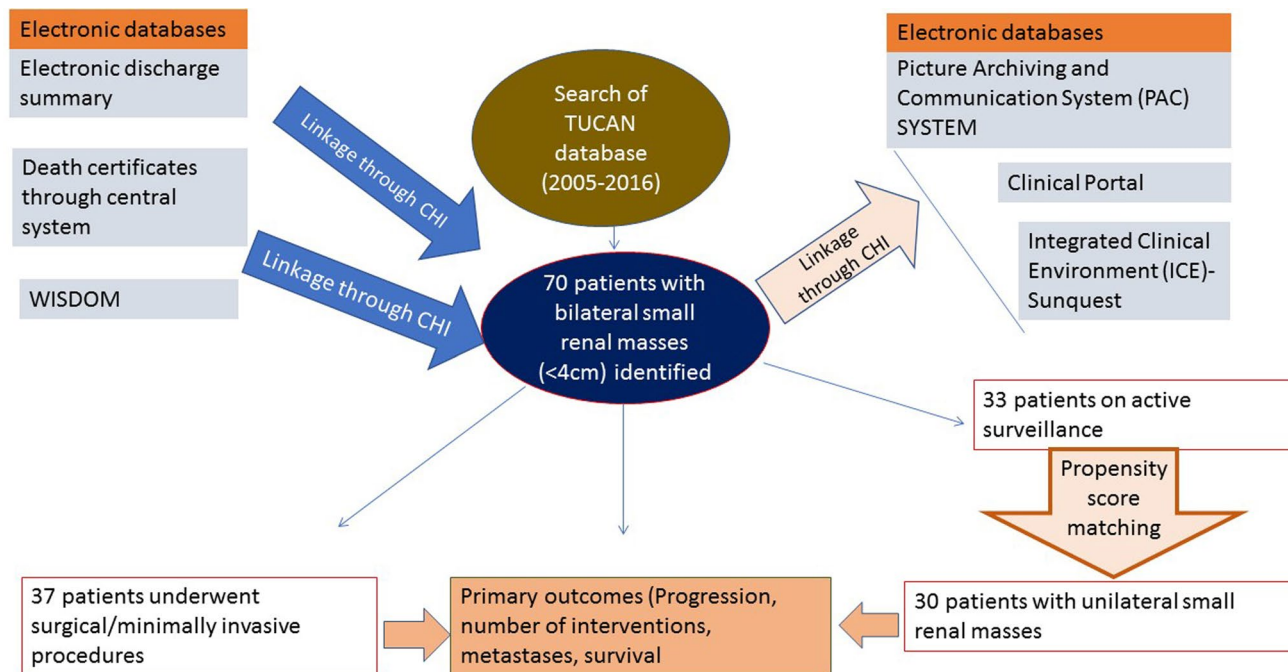 Electronic databases
Electronic discharge
summary
Death certificates
through central
system
WISDOM
Linkage through CHI
Linkage through CHI
Search of
TUCAN
database
(2005-2016)
70 patients with
bilateral small
renal masses
(<4cm) identified
Linkage
through CHI
Electronic databases
Picture Archiving and
Communication System (PAC)
SYSTEM
Clinical Portal
Integrated Clinical
Environment (ICE)-
Sunquest
33 patients on active
surveillance
Propensity
score
matching
37 patients underwent
surgical/minimally invasive
procedures
Primary outcomes (Progression,
number of interventions,
metastases, survival
30 patients with unilateral small
renal masses